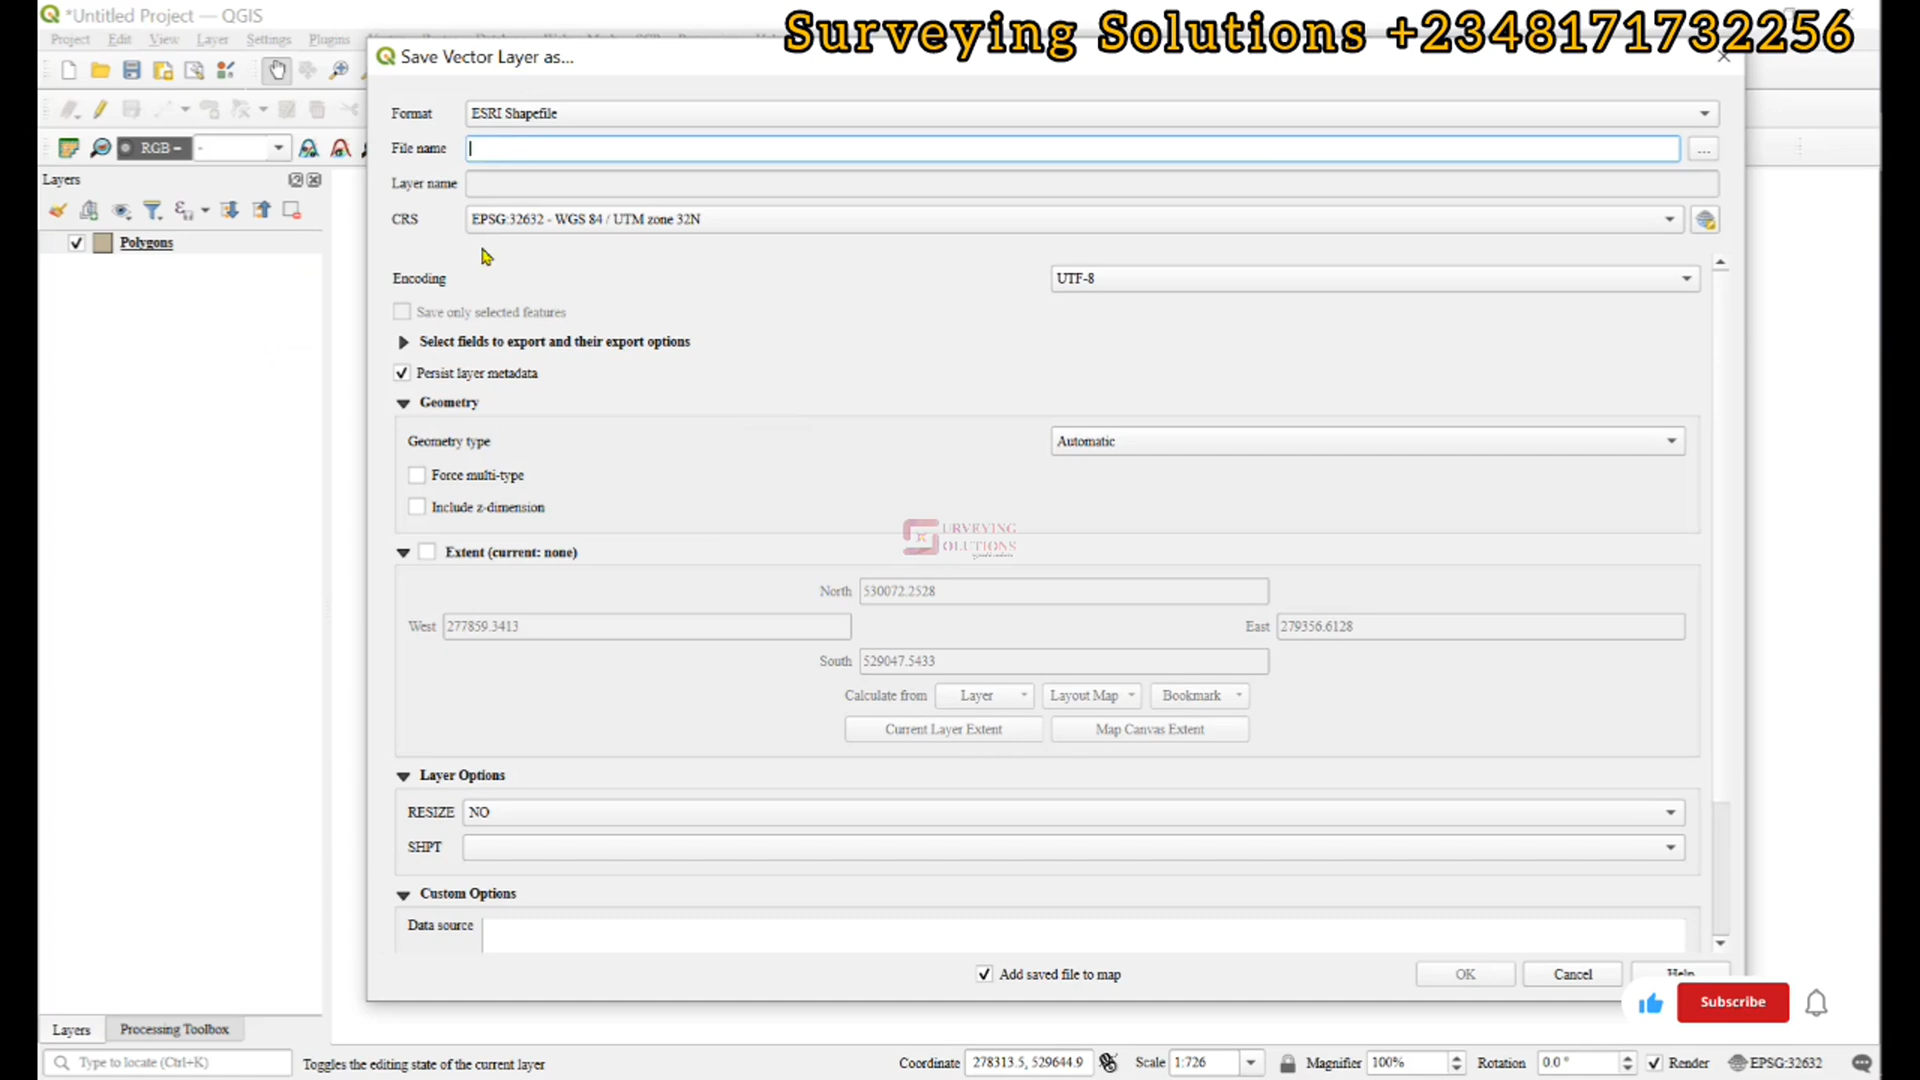 *Untitled Project — QGIS
Surveying Solutions +2348171732256
Project Edit View Layer Settings Plugins
Save Vector Layer as...
Format ESRI Shapefile
File name ...
RGB
Layers
Layer name
CRS EPSG:32632 - WGS 84 / UTM zone 32N
Polygons
Encoding UTF-8
Save only selected features
Select fields to export and their export options
Persist layer metadata
Geometry
Geometry type Automatic
Force multi-type
Include z-dimension
URVEYING
OLUTIONS
Extent (current: none)
North 530072.2528
West 277859.3413 East 279356.6128
South 529047.5433
Calculate from Layer Layout Map Bookmark
Current Layer Extent Map Canvas Extent
Layer Options
RESIZE NO
SHPT
Custom Options
Data source
Add saved file to map OK Cancel Help
Subscribe
Layers Processing Toolbox
Type to locate (Ctrl+K) Toggles the editing state of the current layer Coordinate 278313.5, 529644.9 Scale 1:726 Magnifier 100% Rotation 0.0 ° Render EPSG:32632